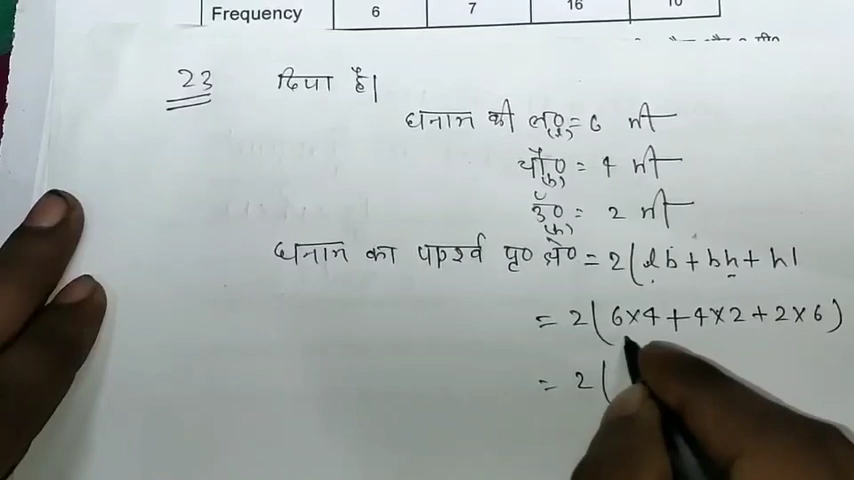 Frequency 6 7 16 10
23 दिया है।
घनाभ की ल०(l) = 6 मी
चौ०(b) = 4 मी
ऊँ०(h) = 2 मी
घनाभ का पार्श्व पृ० क्षे० = 2(lb + bh + hl
= 2(6×4 + 4×2 + 2×6)
= 2(